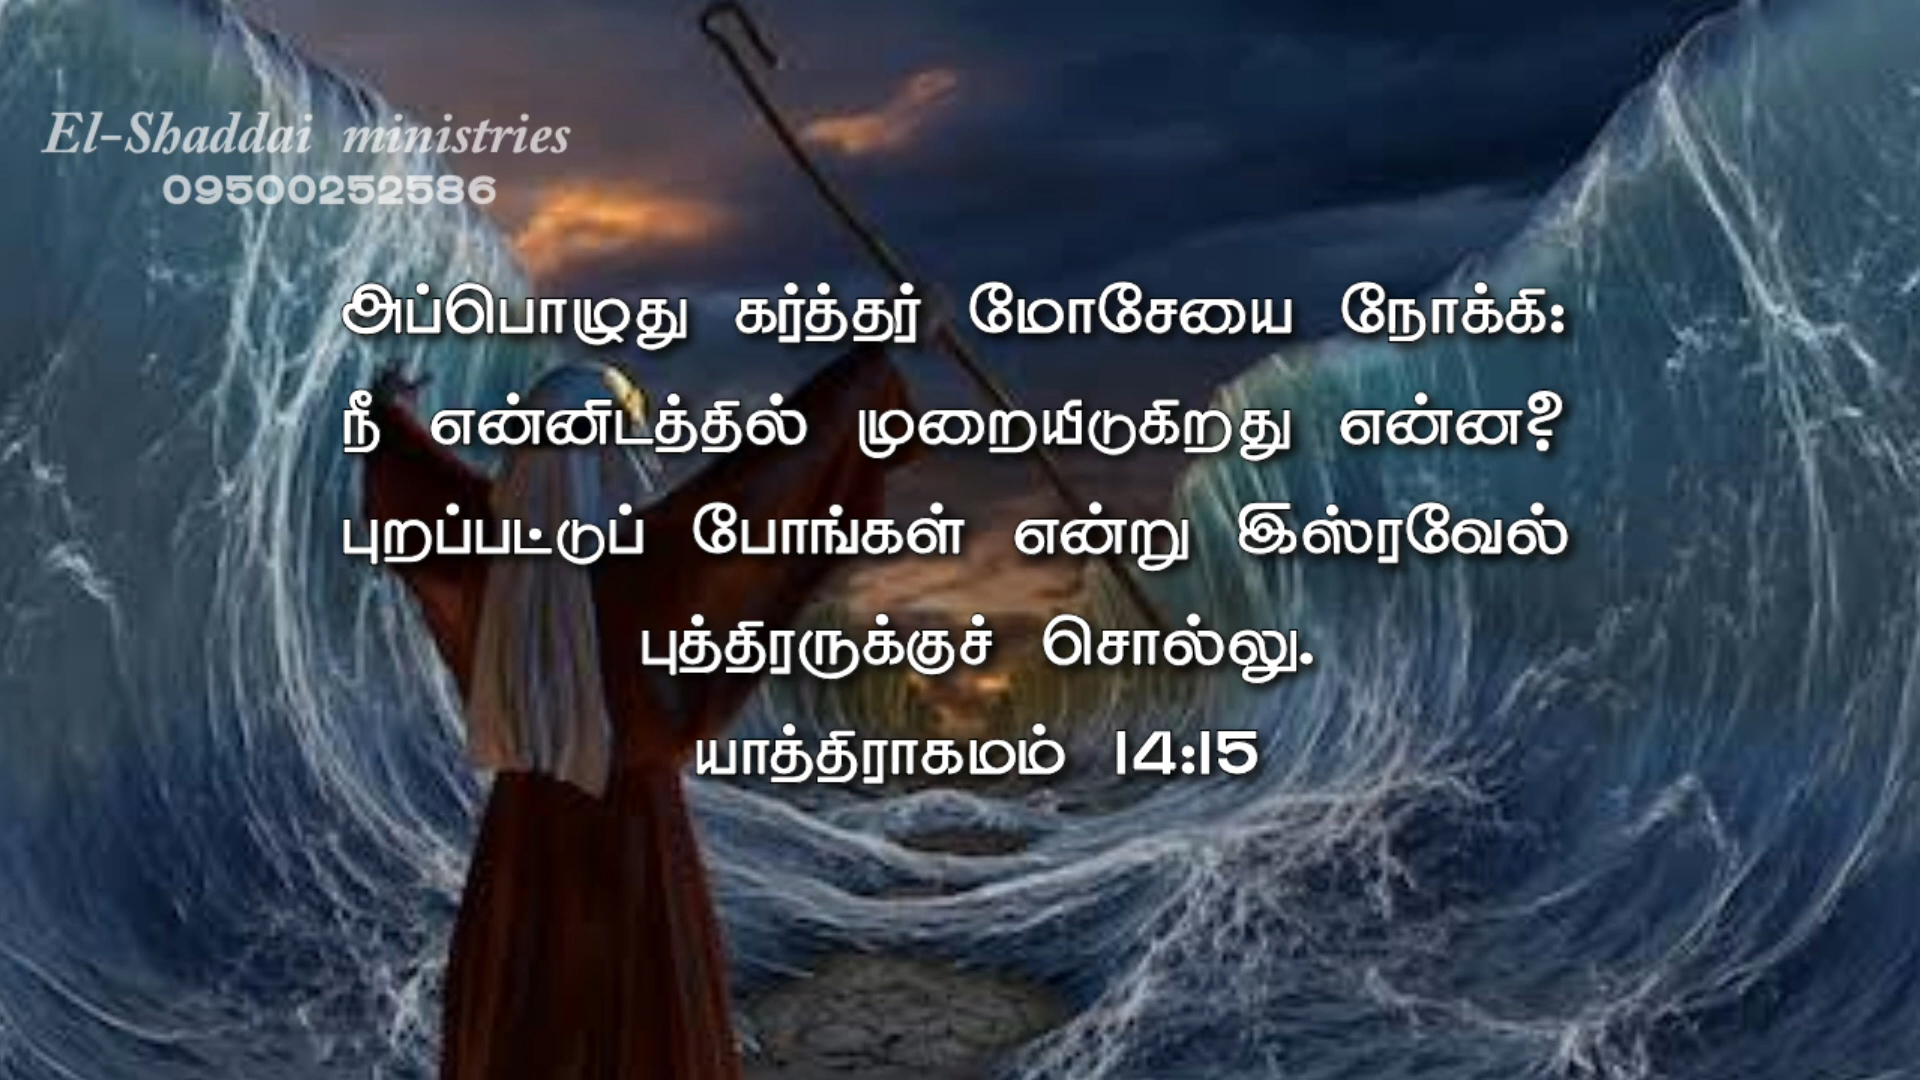 El-Shaddai ministries
09500252586
அப்பொழுது கர்த்தர் மோசேயை நோக்கி:
நீ என்னிடத்தில் முறையிடுகிறது என்ன?
புறப்பட்டுப் போங்கள் என்று இஸ்ரவேல்
புத்திரருக்குச் சொல்லு.
யாத்திராகமம் 14:15